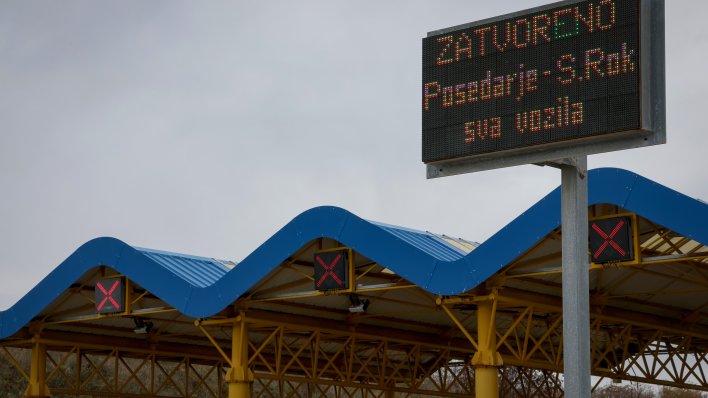 ZATVORENO
Posedarje-S.Rok
sva vozila